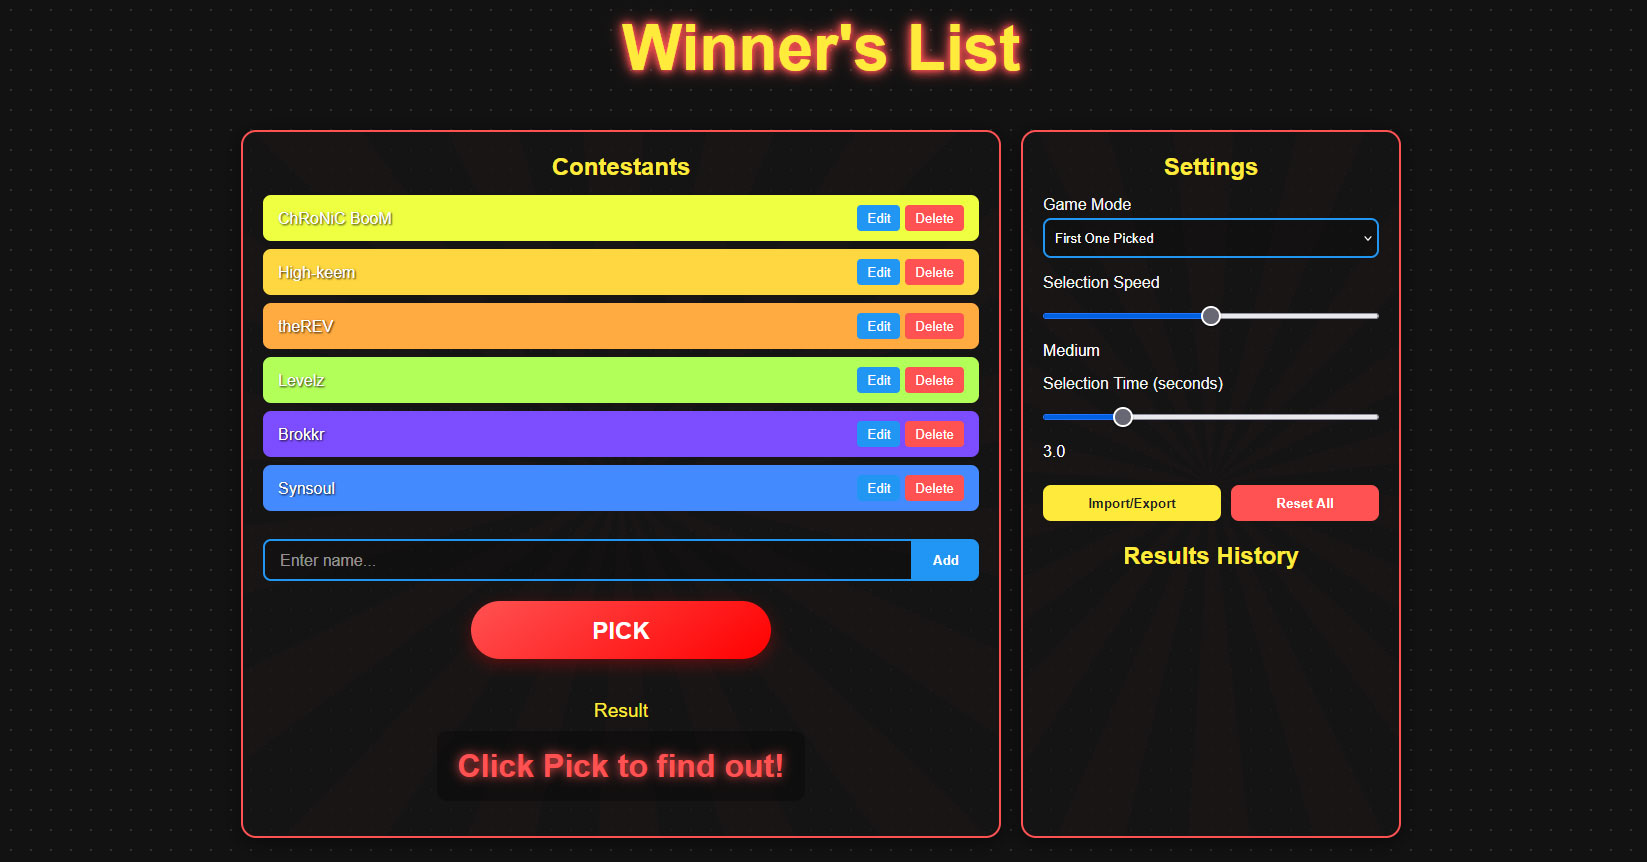 Winner's List
Contestants
ChRoNiC BooM Edit Delete
High-keem Edit Delete
theREV Edit Delete
Levelz Edit Delete
Brokkr Edit Delete
Synsoul Edit Delete
Enter name... Add
PICK
Result
Click Pick to find out!
Settings
Game Mode
First One Picked
Selection Speed
Medium
Selection Time (seconds)
3.0
Import/Export Reset All
Results History